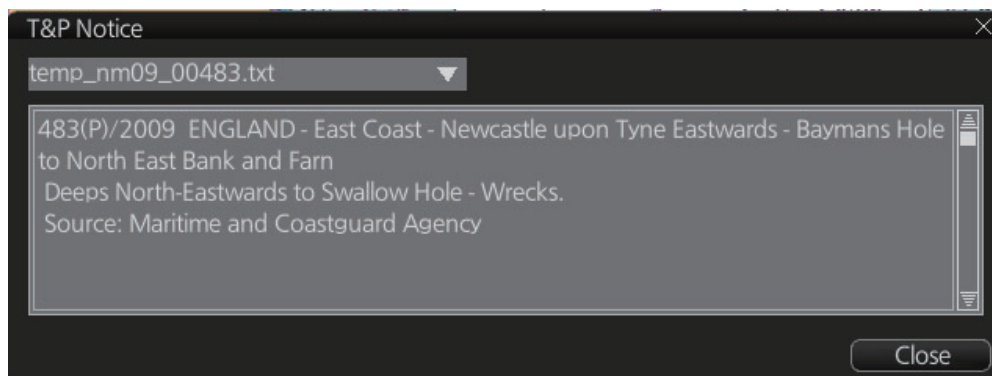 T&P Notice
temp_nm09_00483.txt
483(P)/2009 ENGLAND - East Coast - Newcastle upon Tyne Eastwards - Baymans Hole
to North East Bank and Farn
Deeps North-Eastwards to Swallow Hole - Wrecks.
Source: Maritime and Coastguard Agency
Close